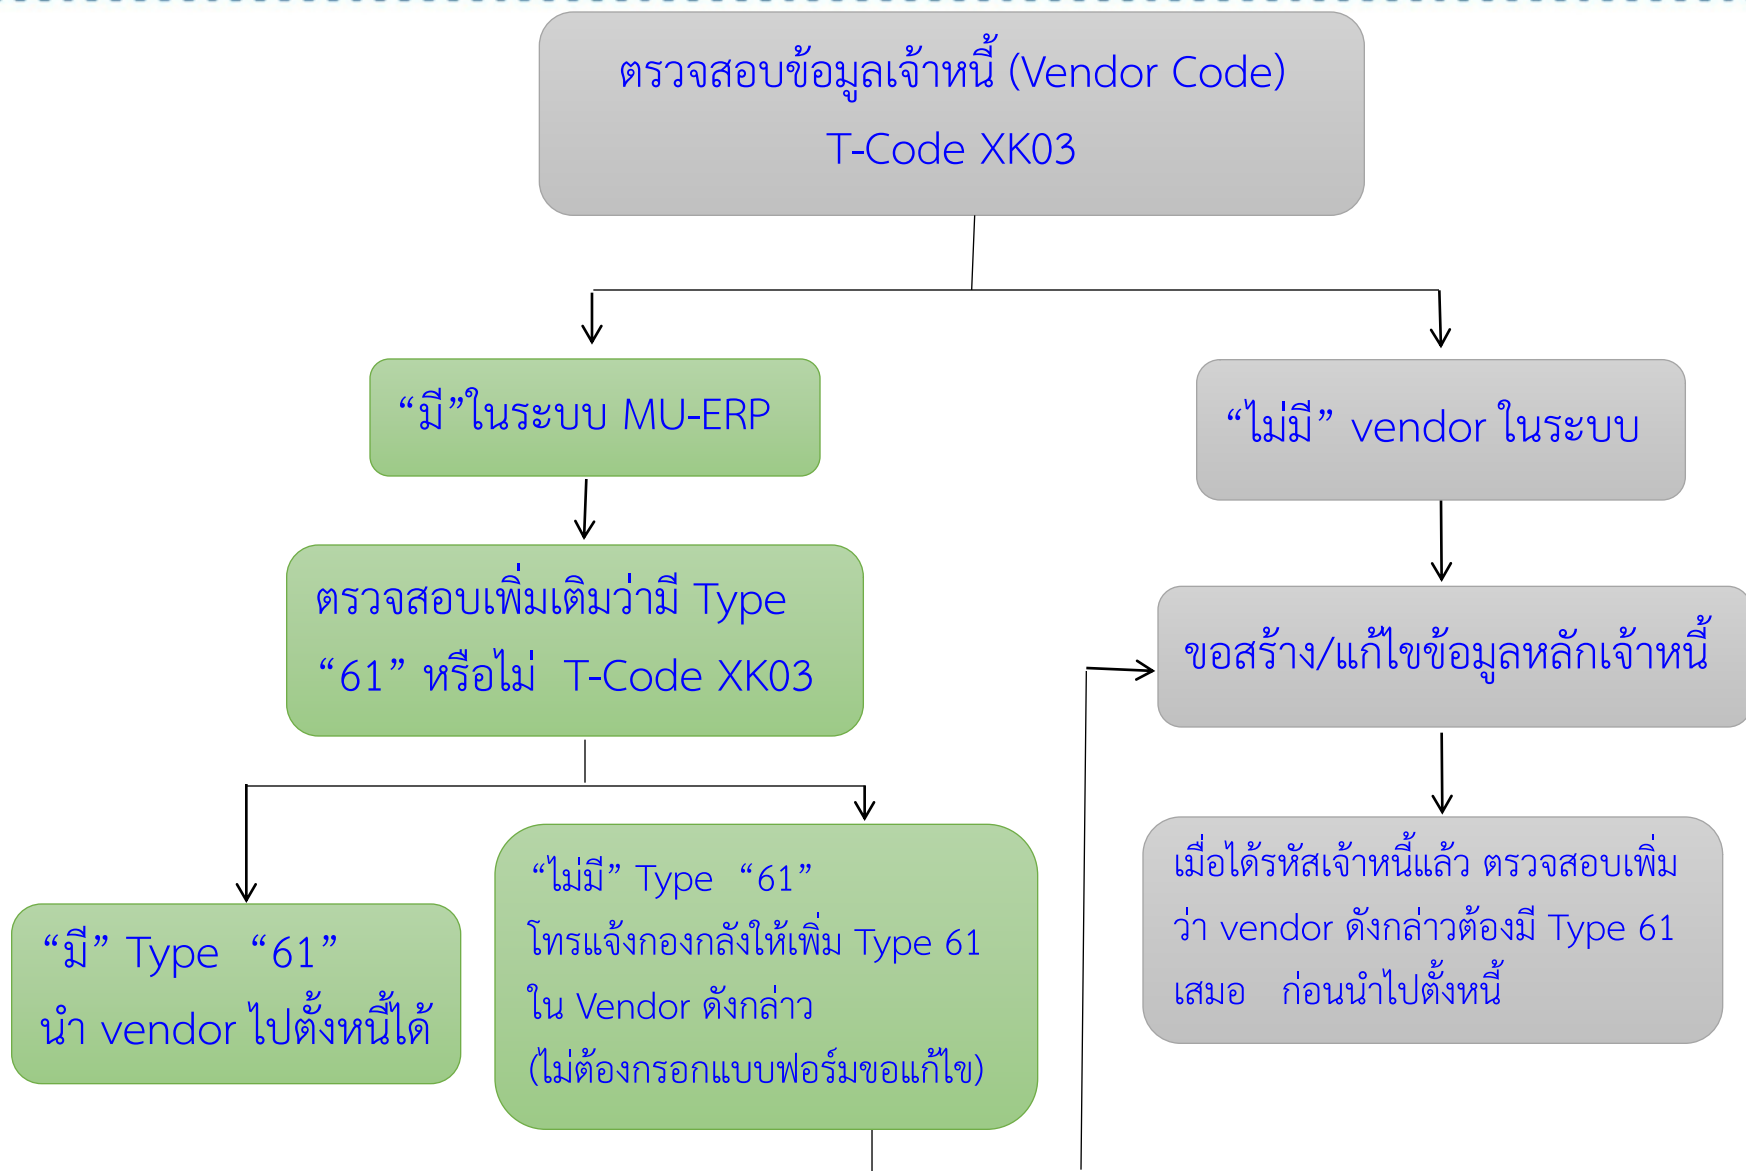 ตรวจสอบข้อมูลเจ้าหนี้ (Vendor Code)
T-Code XK03
“มี”ในระบบ MU-ERP
“ไม่มี” vendor ในระบบ
ตรวจสอบเพิ่มเติมว่ามี Type
“61” หรือไม่ T-Code XK03
ขอสร้าง/แก้ไขข้อมูลหลักเจ้าหนี้
“มี” Type “61”
นำ vendor ไปตั้งหนี้ได้
“ไม่มี” Type “61”
โทรแจ้งกองกลังให้เพิ่ม Type 61
ใน Vendor ดังกล่าว
(ไม่ต้องกรอกแบบฟอร์มขอแก้ไข)
เมื่อได้รหัสเจ้าหนี้แล้ว ตรวจสอบเพิ่ม
ว่า vendor ดังกล่าวต้องมี Type 61
เสมอ ก่อนนำไปตั้งหนี้